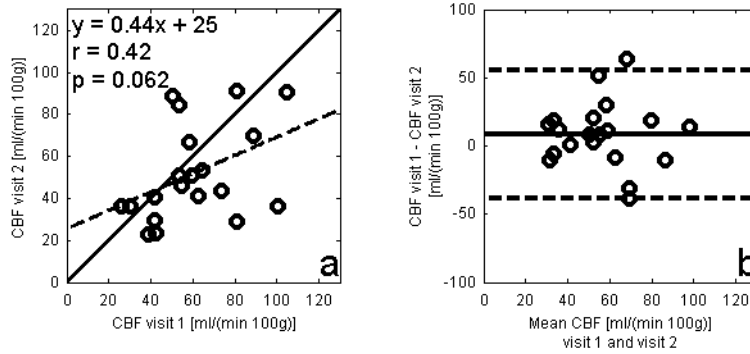 y = 0.44x + 25
r = 0.42
p = 0.062
CBF visit 2 [ml/(min 100g)]
120
100
80
60
40
20
0
0 20 40 60 80 100 120
CBF visit 1 [ml/(min 100g)]
a
CBF visit 1 - CBF visit 2
[ml/(min 100g)]
100
50
0
-50
-100
0 20 40 60 80 100 120
Mean CBF [ml/(min 100g)]
visit 1 and visit 2
b